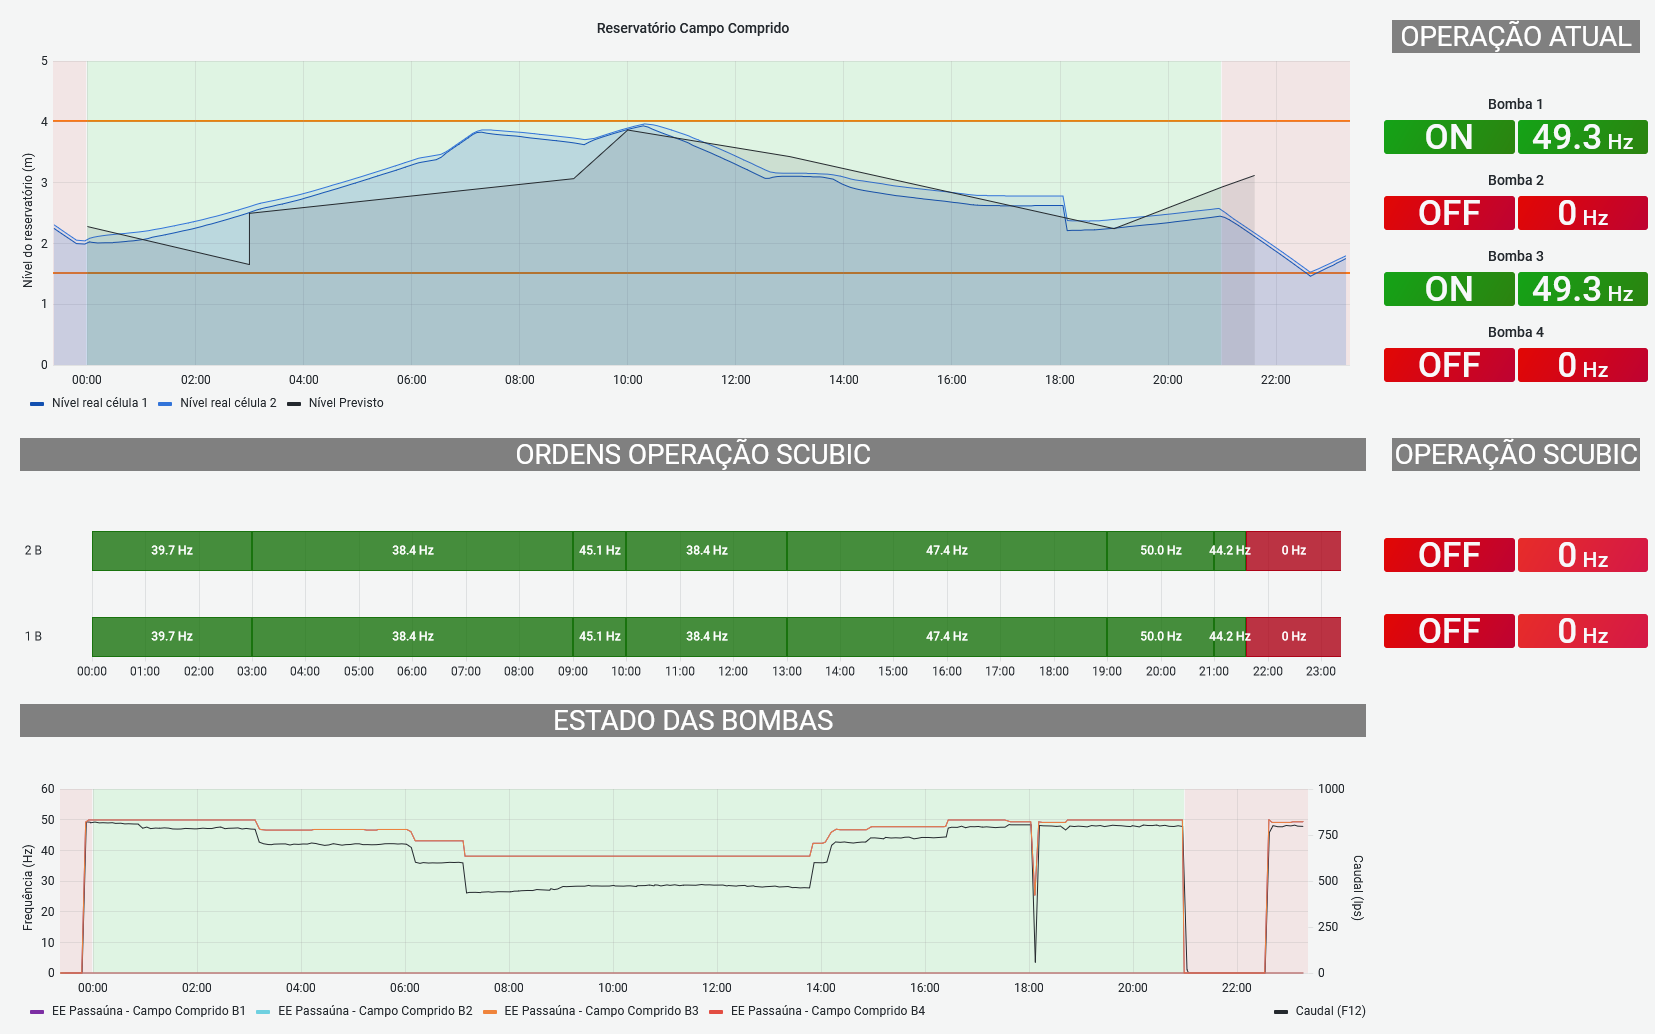 Reservatório Campo Comprido
OPERAÇÃO ATUAL
Nível do reservatório (m)
5
4
3
2
1
0
00:00 02:00 04:00 06:00 08:00 10:00 12:00 14:00 16:00 18:00 20:00 22:00
Nível real célula 1 Nível real célula 2 Nível Previsto
Bomba 1
ON 49.3 Hz
Bomba 2
OFF 0 Hz
Bomba 3
ON 49.3 Hz
Bomba 4
OFF 0 Hz
ORDENS OPERAÇÃO SCUBIC
OPERAÇÃO SCUBIC
2 B 39.7 Hz 38.4 Hz 45.1 Hz 38.4 Hz 47.4 Hz 50.0 Hz 44.2 Hz 0 Hz
OFF 0 Hz
1 B 39.7 Hz 38.4 Hz 45.1 Hz 38.4 Hz 47.4 Hz 50.0 Hz 44.2 Hz 0 Hz
OFF 0 Hz
00:00 01:00 02:00 03:00 04:00 05:00 06:00 07:00 08:00 09:00 10:00 11:00 12:00 13:00 14:00 15:00 16:00 17:00 18:00 19:00 20:00 21:00 22:00 23:00
ESTADO DAS BOMBAS
Frequência (Hz)
60
50
40
30
20
10
0
1000
750
500
250
0
Caudal (lps)
00:00 02:00 04:00 06:00 08:00 10:00 12:00 14:00 16:00 18:00 20:00 22:00
EE Passaúna - Campo Comprido B1 EE Passaúna - Campo Comprido B2 EE Passaúna - Campo Comprido B3 EE Passaúna - Campo Comprido B4 Caudal (F12)